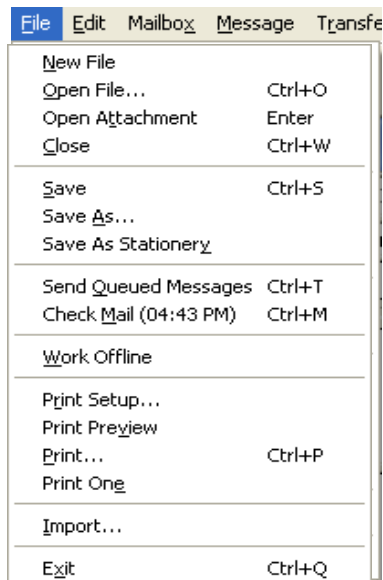 File Edit Mailbox Message Transfe
New File
Open File... Ctrl+O
Open Attachment Enter
Close Ctrl+W
Save Ctrl+S
Save As...
Save As Stationery
Send Queued Messages Ctrl+T
Check Mail (04:43 PM) Ctrl+M
Work Offline
Print Setup...
Print Preview
Print... Ctrl+P
Print One
Import...
Exit Ctrl+Q